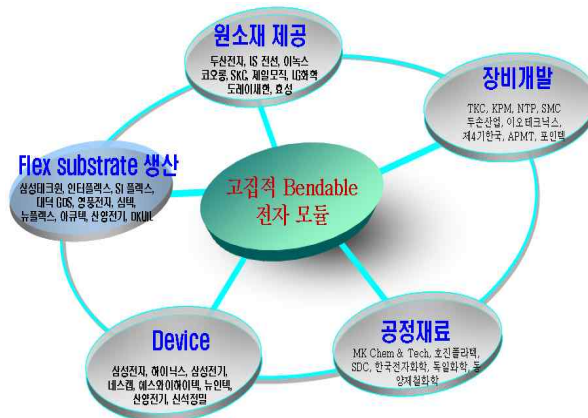 원소재 제공
두산전자, LS 전선, 이녹스
코오롱, SKC, 제일모직, LG화학
도레이새한, 효성
장비개발
TKC, KPM, NTP, SMC
두손산업, 이오테크닉스,
제4기한국, APMT, 포인텍
Flex substrate 생산
삼성테크윈, 인터플렉스, SI 플렉스,
대덕 GDS, 영풍전자, 심텍,
뉴플렉스, 아큐텍, 산양전기, DKUIL
고집적 Bendable
전자 모듈
Device
삼성전자, 하이닉스, 삼성전기,
네스캡, 에스와이하이텍, 뉴인텍,
산양전기, 신석정밀
공정재료
MK Chem & Tech, 호진플라텍,
SDC, 한국전자화학, 독일화학, 동
양제철화학